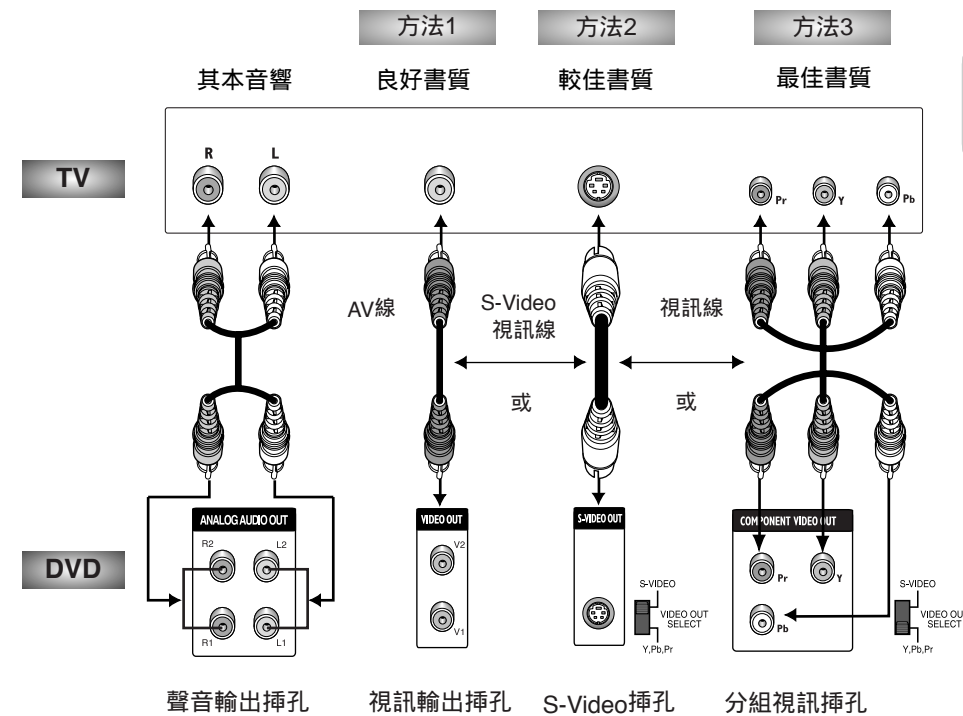 方法1 方法2 方法3
其本音響 良好書質 較佳書質 最佳書質
TV
R L
Pr Y Pb
AV線 S-Video 視訊線
視訊線
或 或
ANALOG AUDIO OUT VIDEO OUT S-VIDEO OUT COMPONENT VIDEO OUT
R2 L2 V2
DVD
Pr Y
S-VIDEO S-VIDEO
VIDEO OUT VIDEO OU
SELECT SELECT
R1 L1 V1 Pb
Y,Pb,Pr Y,Pb,Pr
聲音輸出挿孔 視訊輸出挿孔 S-Video挿孔 分組視訊挿孔